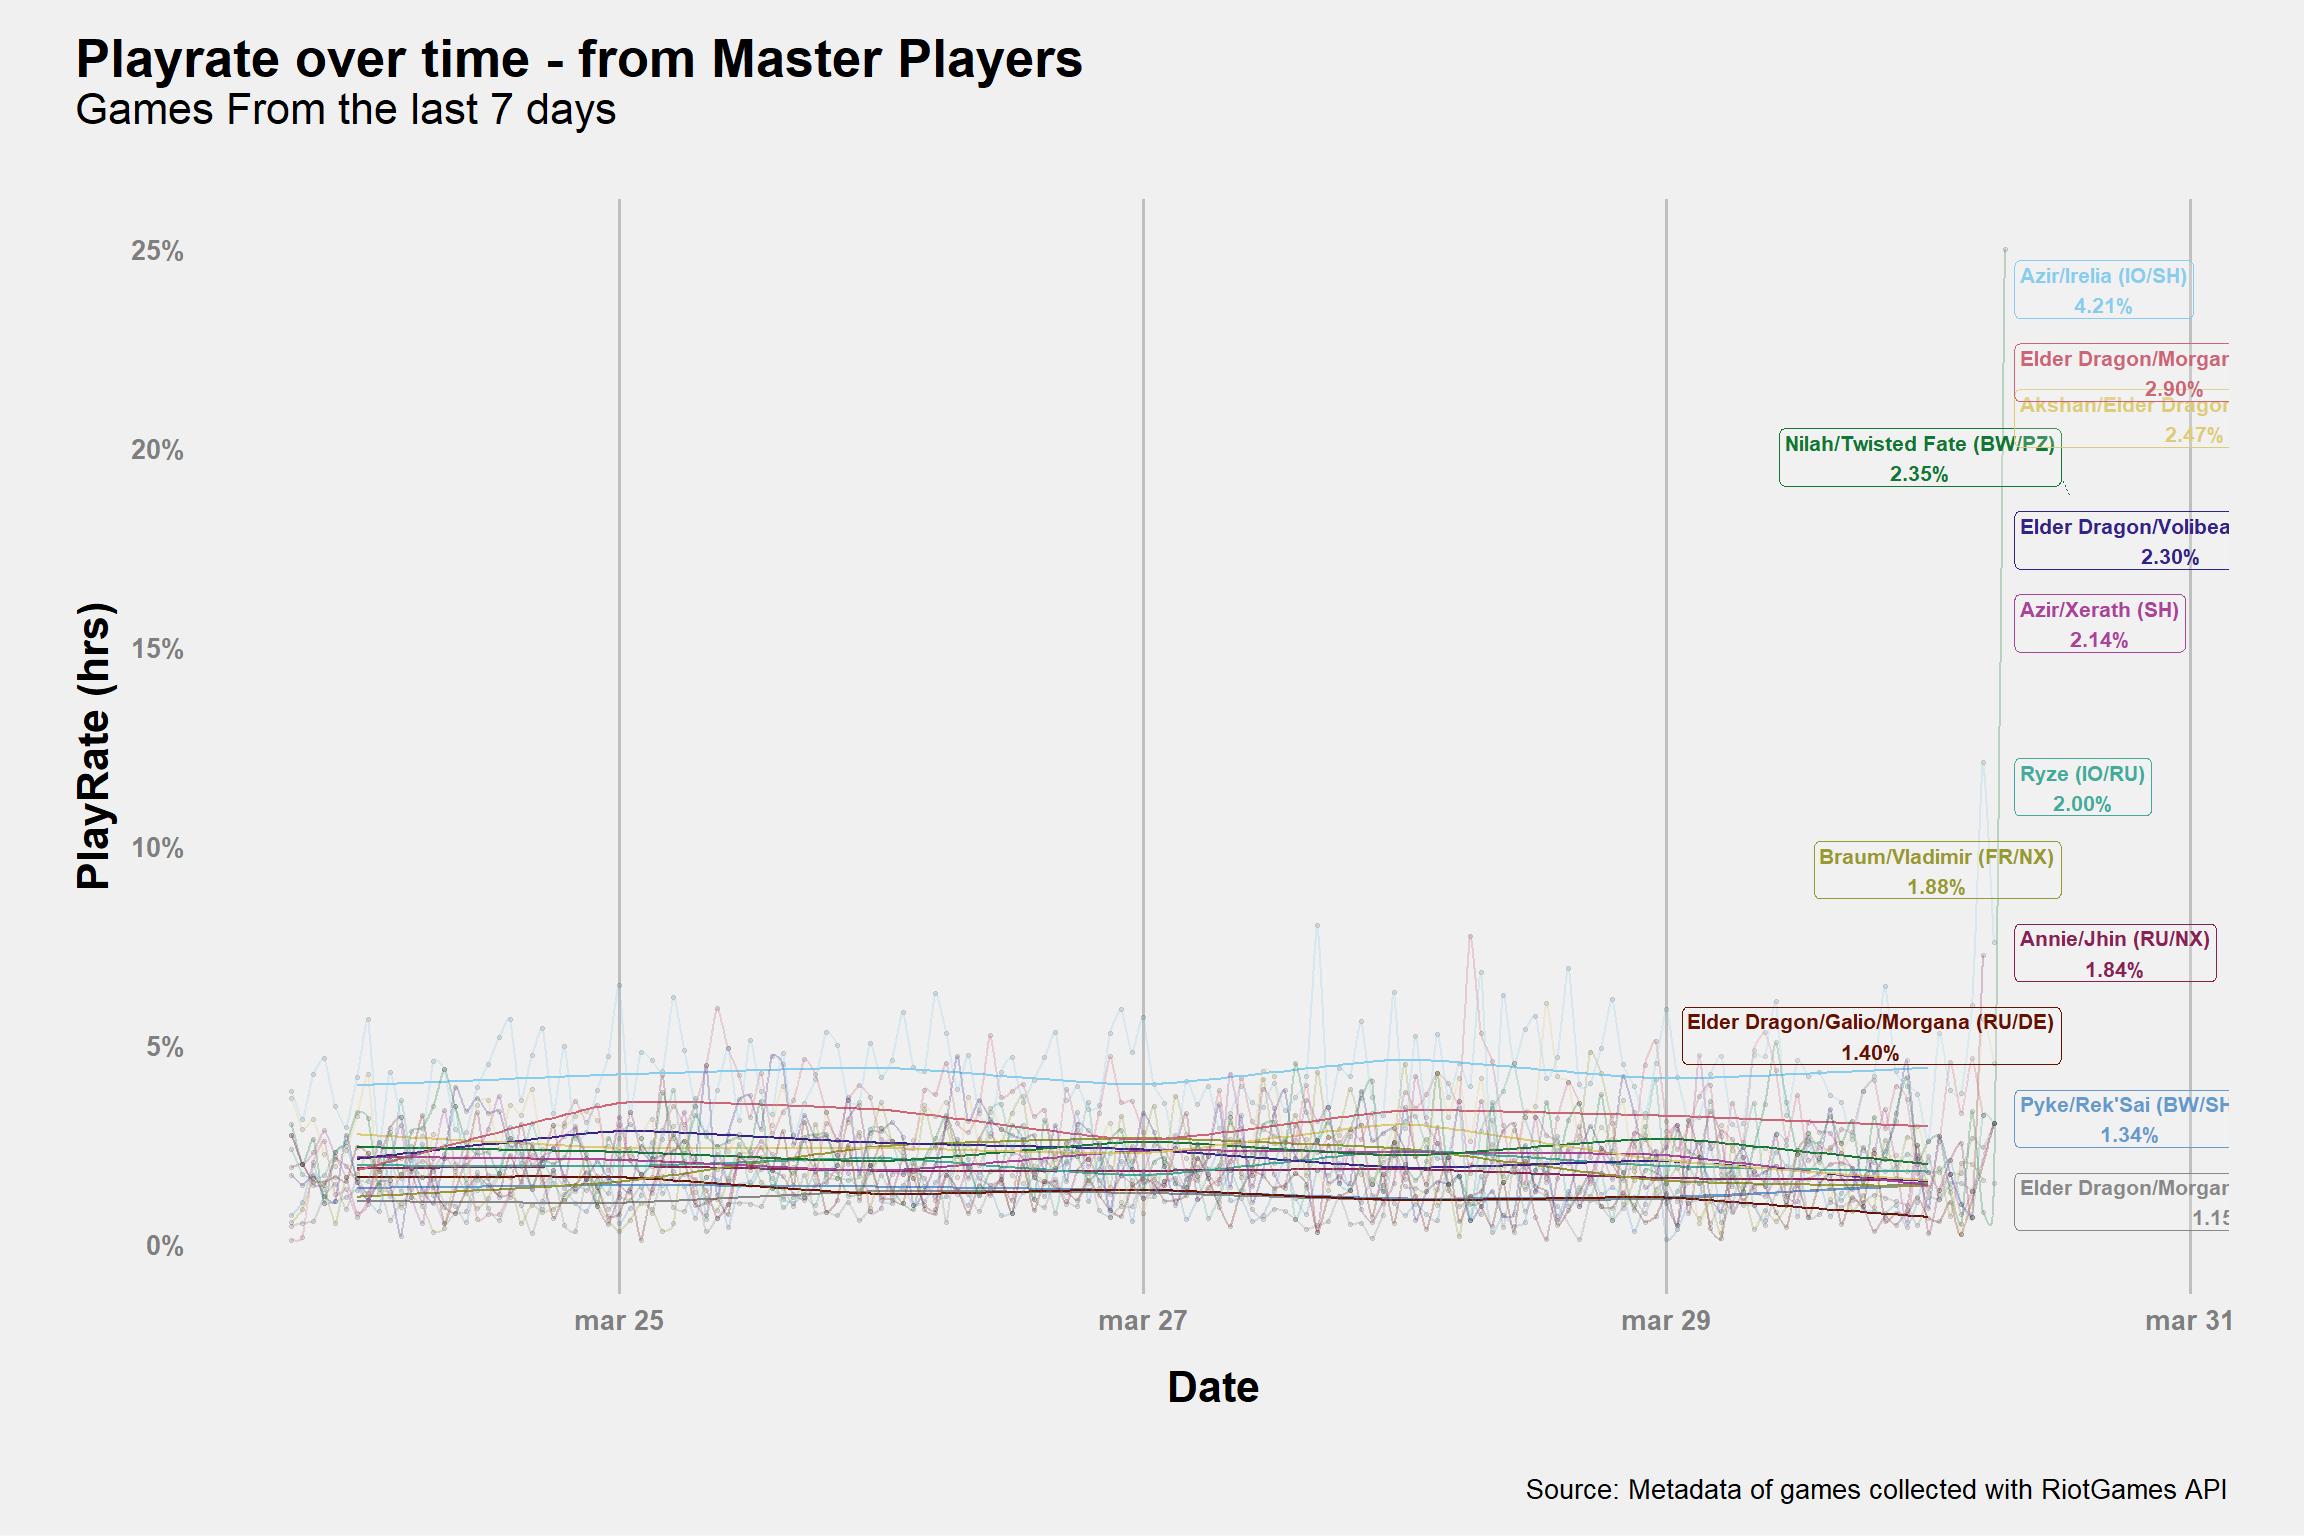 Playrate over time - from Master Players
Games From the last 7 days
PlayRate (hrs)
25%
20%
15%
10%
5%
0%
Azir/Irelia (IO/SH)
4.21%
Elder Dragon/Morgan
2.90%
Akshan/Elder Dragon
2.47%
Nilah/Twisted Fate (BW/PZ)
2.35%
Elder Dragon/Volibea
2.30%
Azir/Xerath (SH)
2.14%
Ryze (IO/RU)
2.00%
Braum/Vladimir (FR/NX)
1.88%
Annie/Jhin (RU/NX)
1.84%
Elder Dragon/Galio/Morgana (RU/DE)
1.40%
Pyke/Rek'Sai (BW/SH
1.34%
Elder Dragon/Morgan
1.15
mar 25
mar 27
mar 29
mar 31
Date
Source: Metadata of games collected with RiotGames API